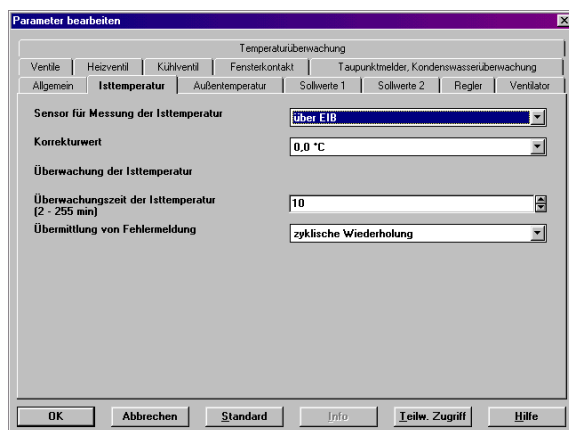 Parameter bearbeiten
Temperaturüberwachung
Ventile Heizventil Kühlventil Fensterkontakt Taupunktmelder, Kondenswasserüberwachung
Allgemein Isttemperatur Außentemperatur Sollwerte 1 Sollwerte 2 Regler Ventilator
Sensor für Messung der Isttemperatur über EIB
Korrekturwert 0,0 °C
Überwachung der Isttemperatur
Überwachungszeit der Isttemperatur
(2 - 255 min) 10
Übermittlung von Fehlermeldung zyklische Wiederholung
OK Abbrechen Standard Info Teilw. Zugriff Hilfe